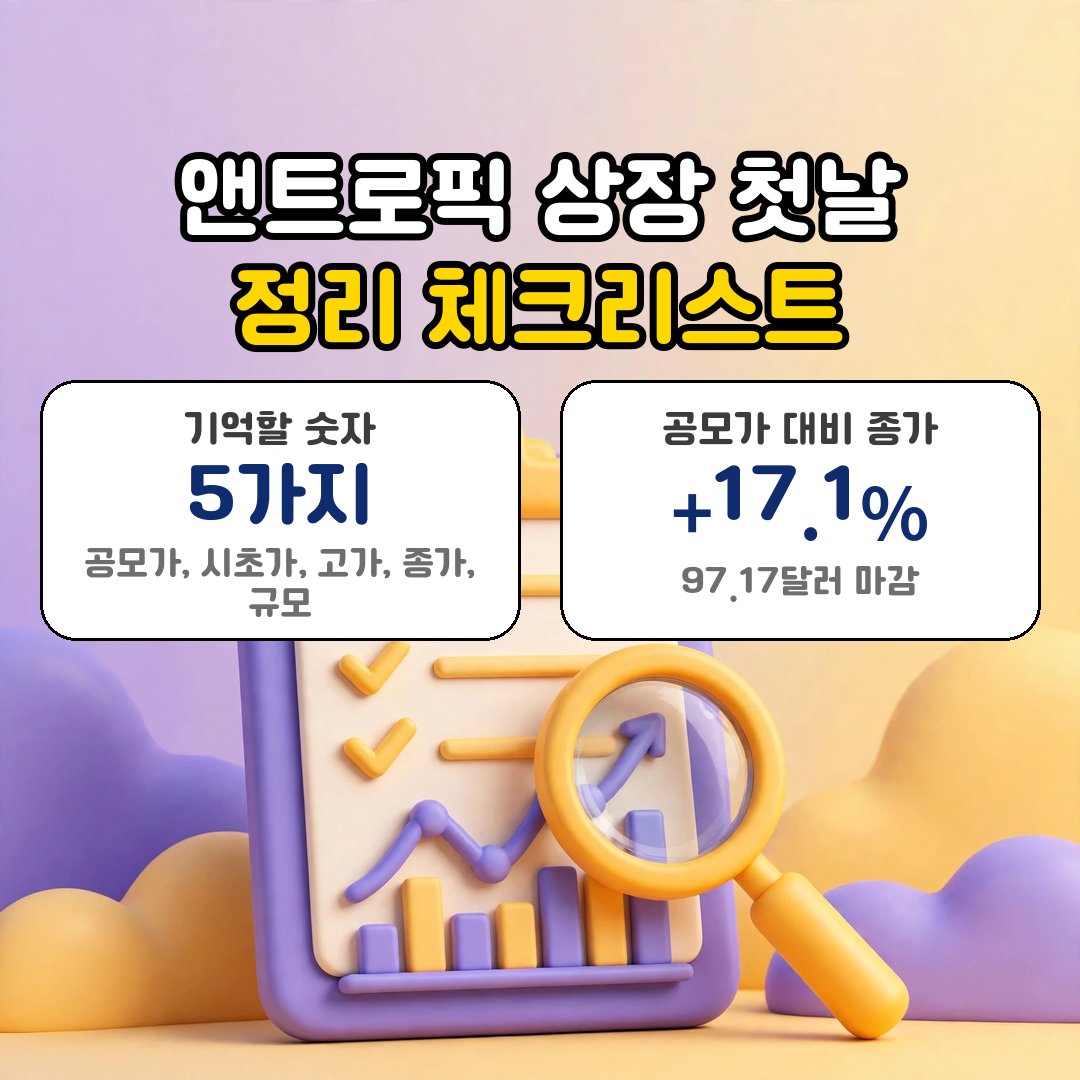 앤트로픽 상장 첫날
정리 체크리스트
기억할 숫자
5가지
공모가, 시초가, 고가, 종가,
규모
공모가 대비 종가
+17.1%
97.17달러 마감